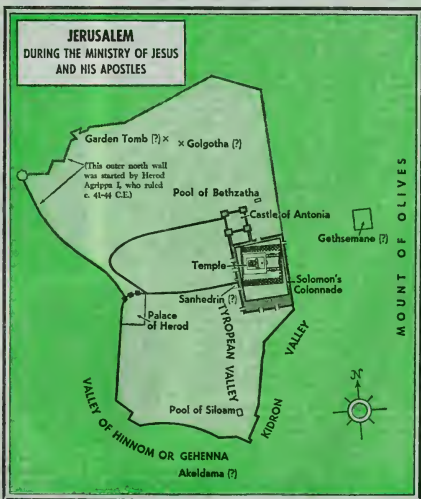 JERUSALEM
DURING THE MINISTRY OF JESUS
AND HIS APOSTLES
Garden Tomb (?)
Golgotha (?)
(This outer north wall
was started by Herod
Agrippa I, who ruled
c. 41-44 C.E.)
Pool of Bethzatha
Castle of Antonia
Gethsemane (?)
MOUNT OF OLIVES
Temple
Solomon's
Colonnade
Sanhedrin (?)
Palace
of Herod
TYROPEAN VALLEY
KIDRON VALLEY
Pool of Siloam
N
VALLEY OF HINNOM OR GEHENNA
Akeldama (?)